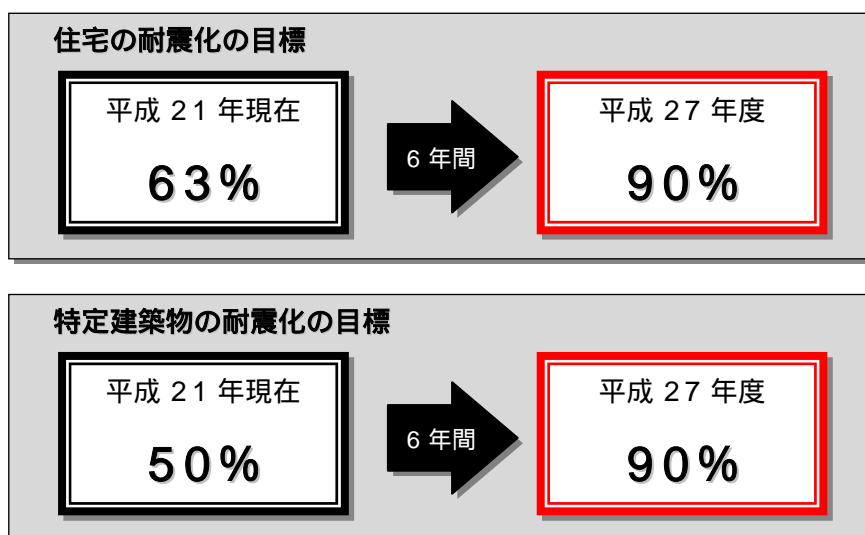 住宅の耐震化の目標
平成 21 年現在
63%
6 年間
平成 27 年度
90%
特定建築物の耐震化の目標
平成 21 年現在
50%
6 年間
平成 27 年度
90%